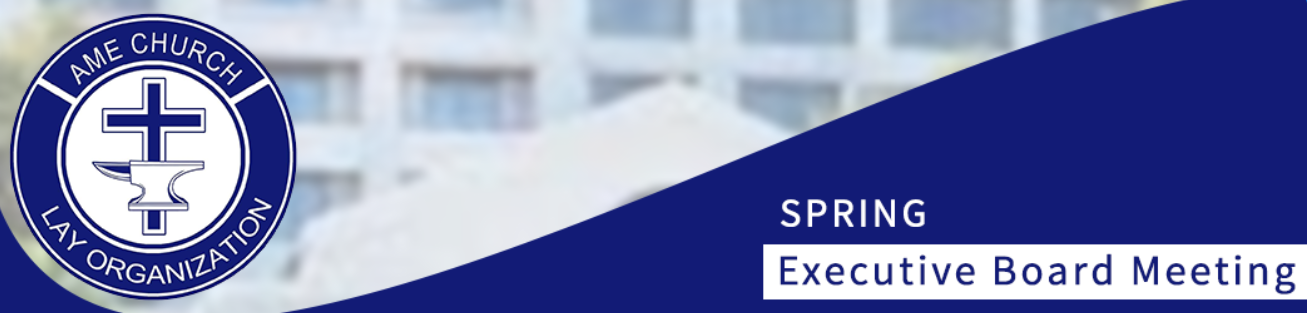 AME CHURCH
LAY ORGANIZATION
SPRING
Executive Board Meeting